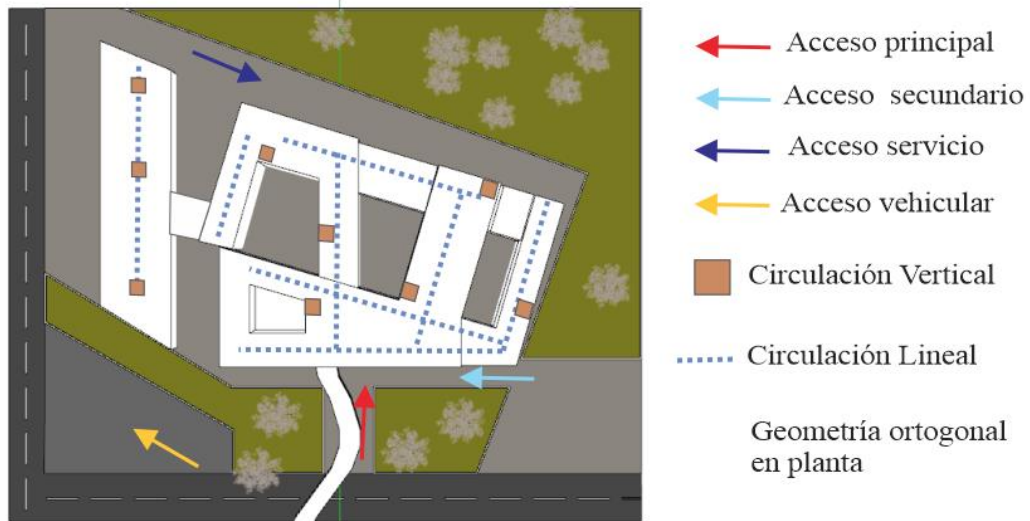 Acceso principal
Acceso secundario
Acceso servicio
Acceso vehicular
Circulación Vertical
Circulación Lineal
Geometría ortogonal
en planta